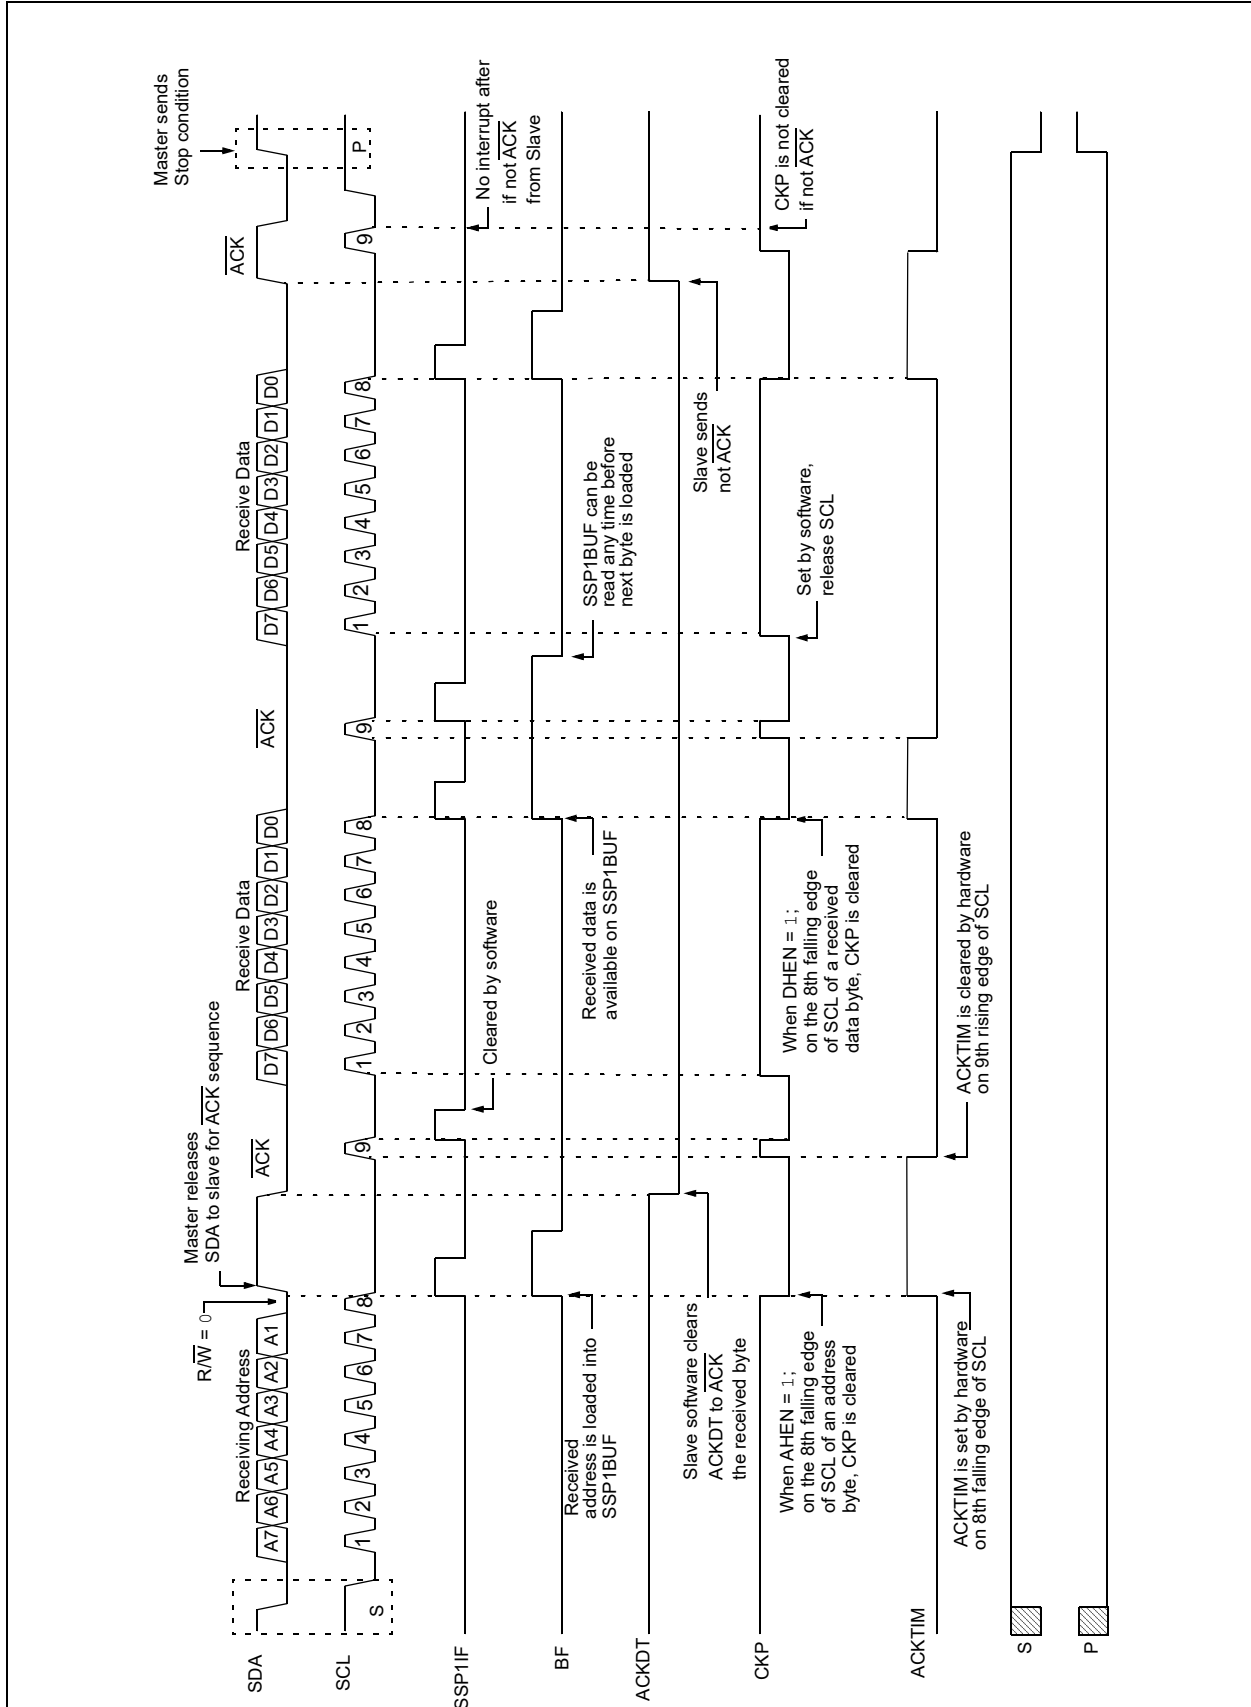 Master sends
Stop condition
Master releases
SDA to slave for ACK sequence
R/W = 0
Receiving Address
ACK
Receive Data
ACK
Receive Data
ACK
SDA
A7 A6 A5 A4 A3 A2 A1
D7 D6 D5 D4 D3 D2 D1 D0
D7 D6 D5 D4 D3 D2 D1 D0
SCL
S
1 2 3 4 5 6 7 8 9
1 2 3 4 5 6 7 8 9
1 2 3 4 5 6 7 8 9
P
SSP1IF
Cleared by software
No interrupt after
if not ACK
from Slave
BF
Received
address is loaded into
SSP1BUF
Received data is
available on SSP1BUF
SSP1BUF can be
read any time before
next byte is loaded
ACKDT
Slave software clears
ACKDT to ACK
the received byte
Slave sends
not ACK
CKP
When AHEN = 1;
on the 8th falling edge
of SCL of an address
byte, CKP is cleared
When DHEN = 1;
on the 8th falling edge
of SCL of a received
data byte, CKP is cleared
Set by software,
release SCL
CKP is not cleared
if not ACK
ACKTIM
ACKTIM is set by hardware
on 8th falling edge of SCL
ACKTIM is cleared by hardware
on 9th rising edge of SCL
S
P